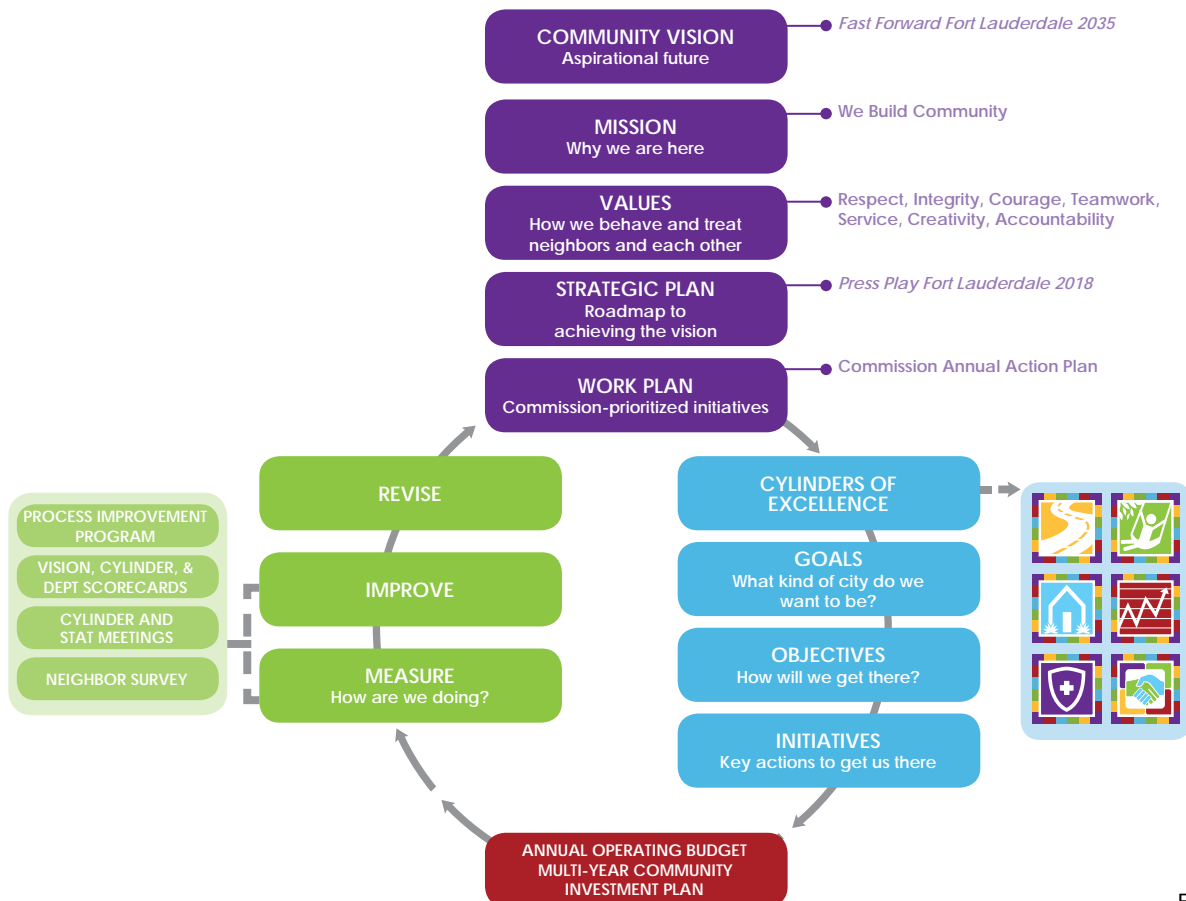 COMMUNITY VISION
Aspirational future
Fast Forward Fort Lauderdale 2035
MISSION
Why we are here
We Build Community
VALUES
How we behave and treat
neighbors and each other
Respect, Integrity, Courage, Teamwork,
Service, Creativity, Accountability
STRATEGIC PLAN
Roadmap to
achieving the vision
Press Play Fort Lauderdale 2018
WORK PLAN
Commission-prioritized initiatives
Commission Annual Action Plan
CYLINDERS OF
EXCELLENCE
GOALS
What kind of city do we
want to be?
OBJECTIVES
How will we get there?
INITIATIVES
Key actions to get us there
ANNUAL OPERATING BUDGET
MULTI-YEAR COMMUNITY
INVESTMENT PLAN
MEASURE
How are we doing?
IMPROVE
REVISE
PROCESS IMPROVEMENT
PROGRAM
VISION, CYLINDER, &
DEPT SCORECARDS
CYLINDER AND
STAT MEETINGS
NEIGHBOR SURVEY